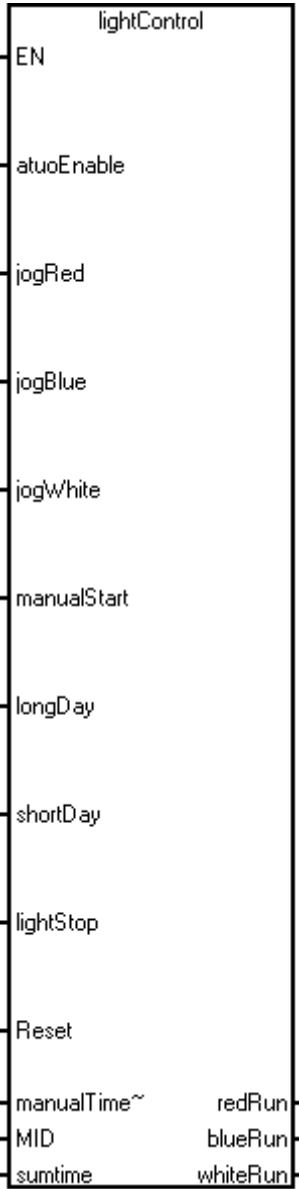 lightControl
EN
atuoEnable
jogRed
jogBlue
jogWhite
manualStart
longDay
shortDay
lightStop
Reset
manualTime~ redRun
MID blueRun
sumtime whiteRun